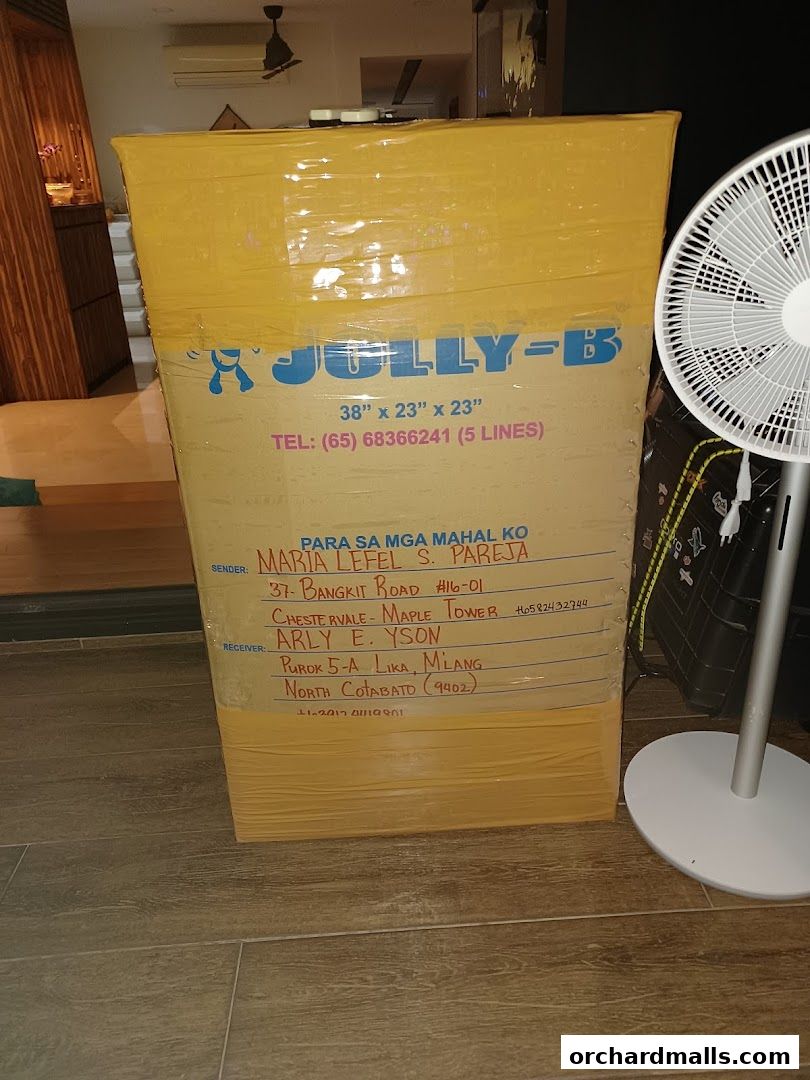 JOLLY-B
38" x 23" x 23"
TEL: (65) 68366241 (5 LINES)
PARA SA MGA MAHAL KO
SENDER: MARIA LEFEL S. PAREJA
37- BANGKIT ROAD #16-01
CHESTERVALE - MAPLE TOWER +6582432744
RECEIVER: ARLY E. YSON
PUROK 5-A LIKA, M'LANG
NORTH COTABATO (9402)
orchardmalls.com